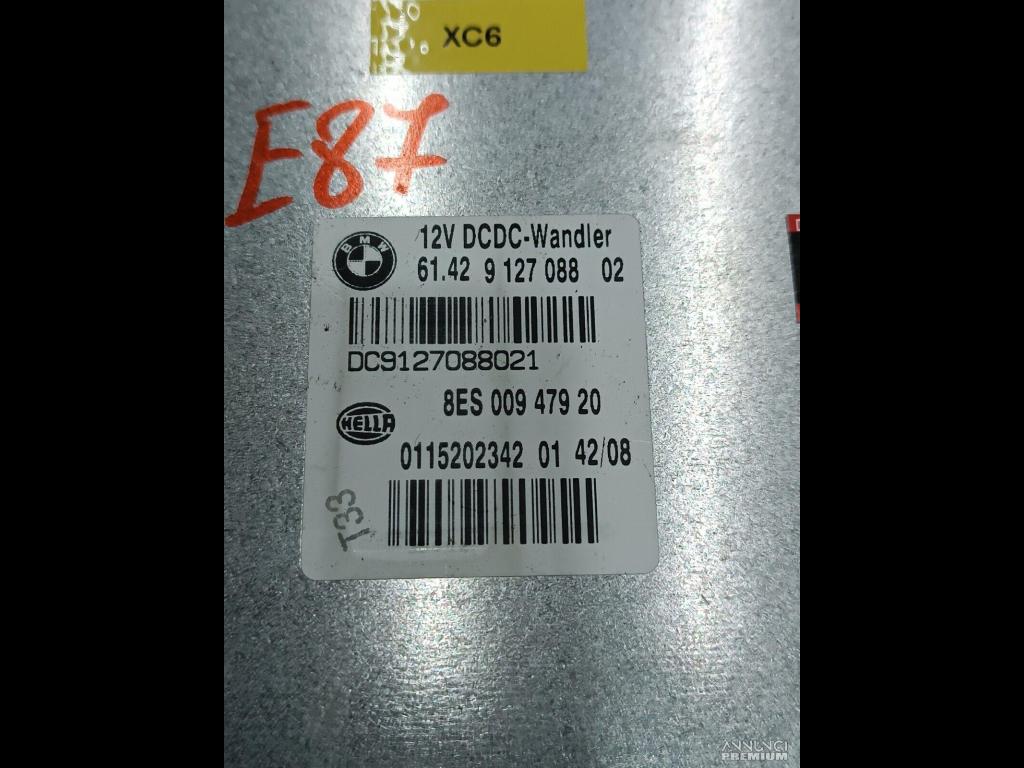 XC6
E87
BMW
12V DCDC-Wandler
61.42 9 127 088 02
DC9127088021
8ES 009 479 20
HELLA
0115202342 01 42/08
T33
ANNUNCI
PREMIUM